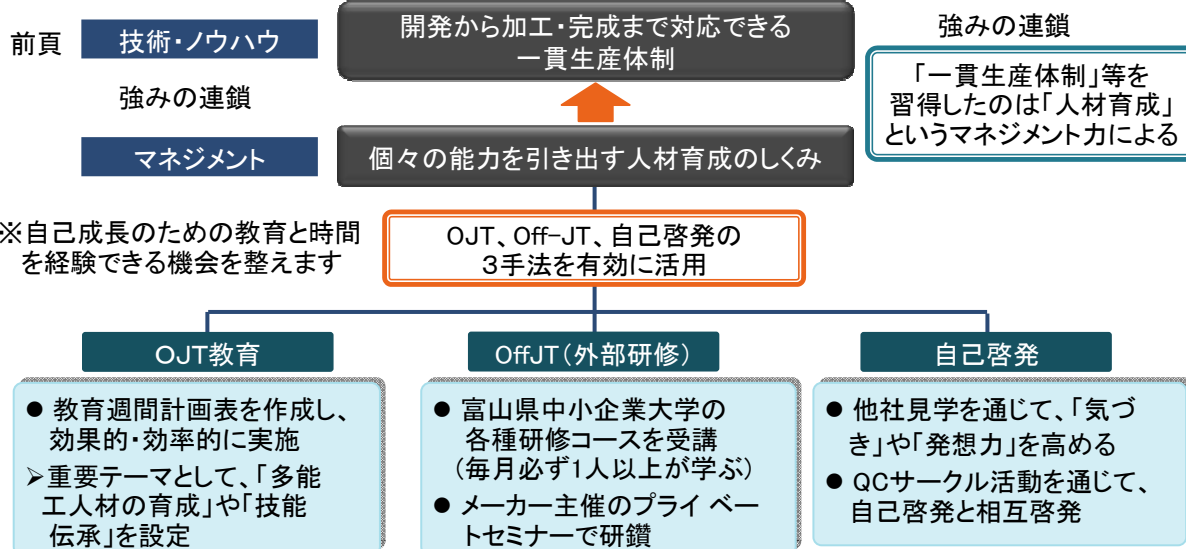 前頁
技術・ノウハウ
開発から加工・完成まで対応できる
一貫生産体制
強みの連鎖
強みの連鎖
「一貫生産体制」等を
習得したのは「人材育成」
というマネジメント力による
マネジメント
個々の能力を引き出す人材育成のしくみ
※自己成長のための教育と時間
を経験できる機会を整えます
OJT、Off-JT、自己啓発の
3手法を有効に活用
OJT教育
● 教育週間計画表を作成し、
効果的・効率的に実施
➢重要テーマとして、「多能
工人材の育成」や「技能
伝承」を設定
OffJT(外部研修)
● 富山県中小企業大学の
各種研修コースを受講
(毎月必ず1人以上が学ぶ)
● メーカー主催のプライ ベー
トセミナーで研鑽
自己啓発
● 他社見学を通じて、「気づ
き」や「発想力」を高める
● QCサークル活動を通じて、
自己啓発と相互啓発